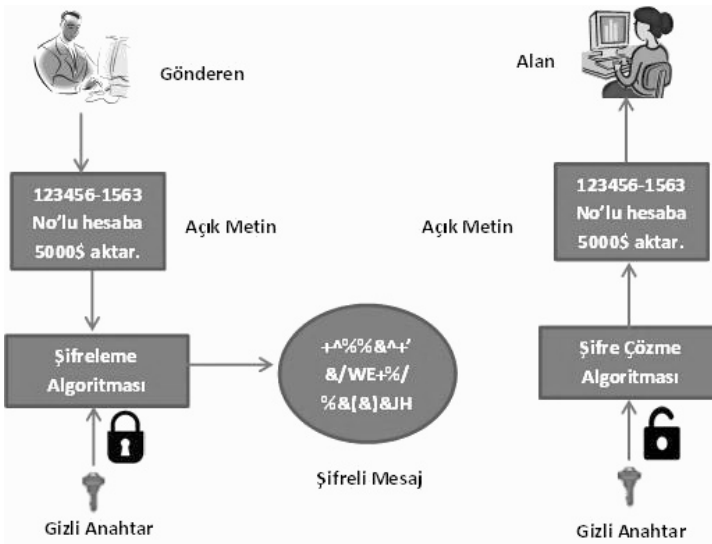 Gönderen
Alan
123456-1563
No'lu hesaba
5000$ aktar.
Açık Metin
Açık Metin
123456-1563
No'lu hesaba
5000$ aktar.
Şifreleme
Algoritması
+^%%&^+'
&/WE+%/
%&(&)&JH
Şifre Çözme
Algoritması
Şifreli Mesaj
Gizli Anahtar
Gizli Anahtar